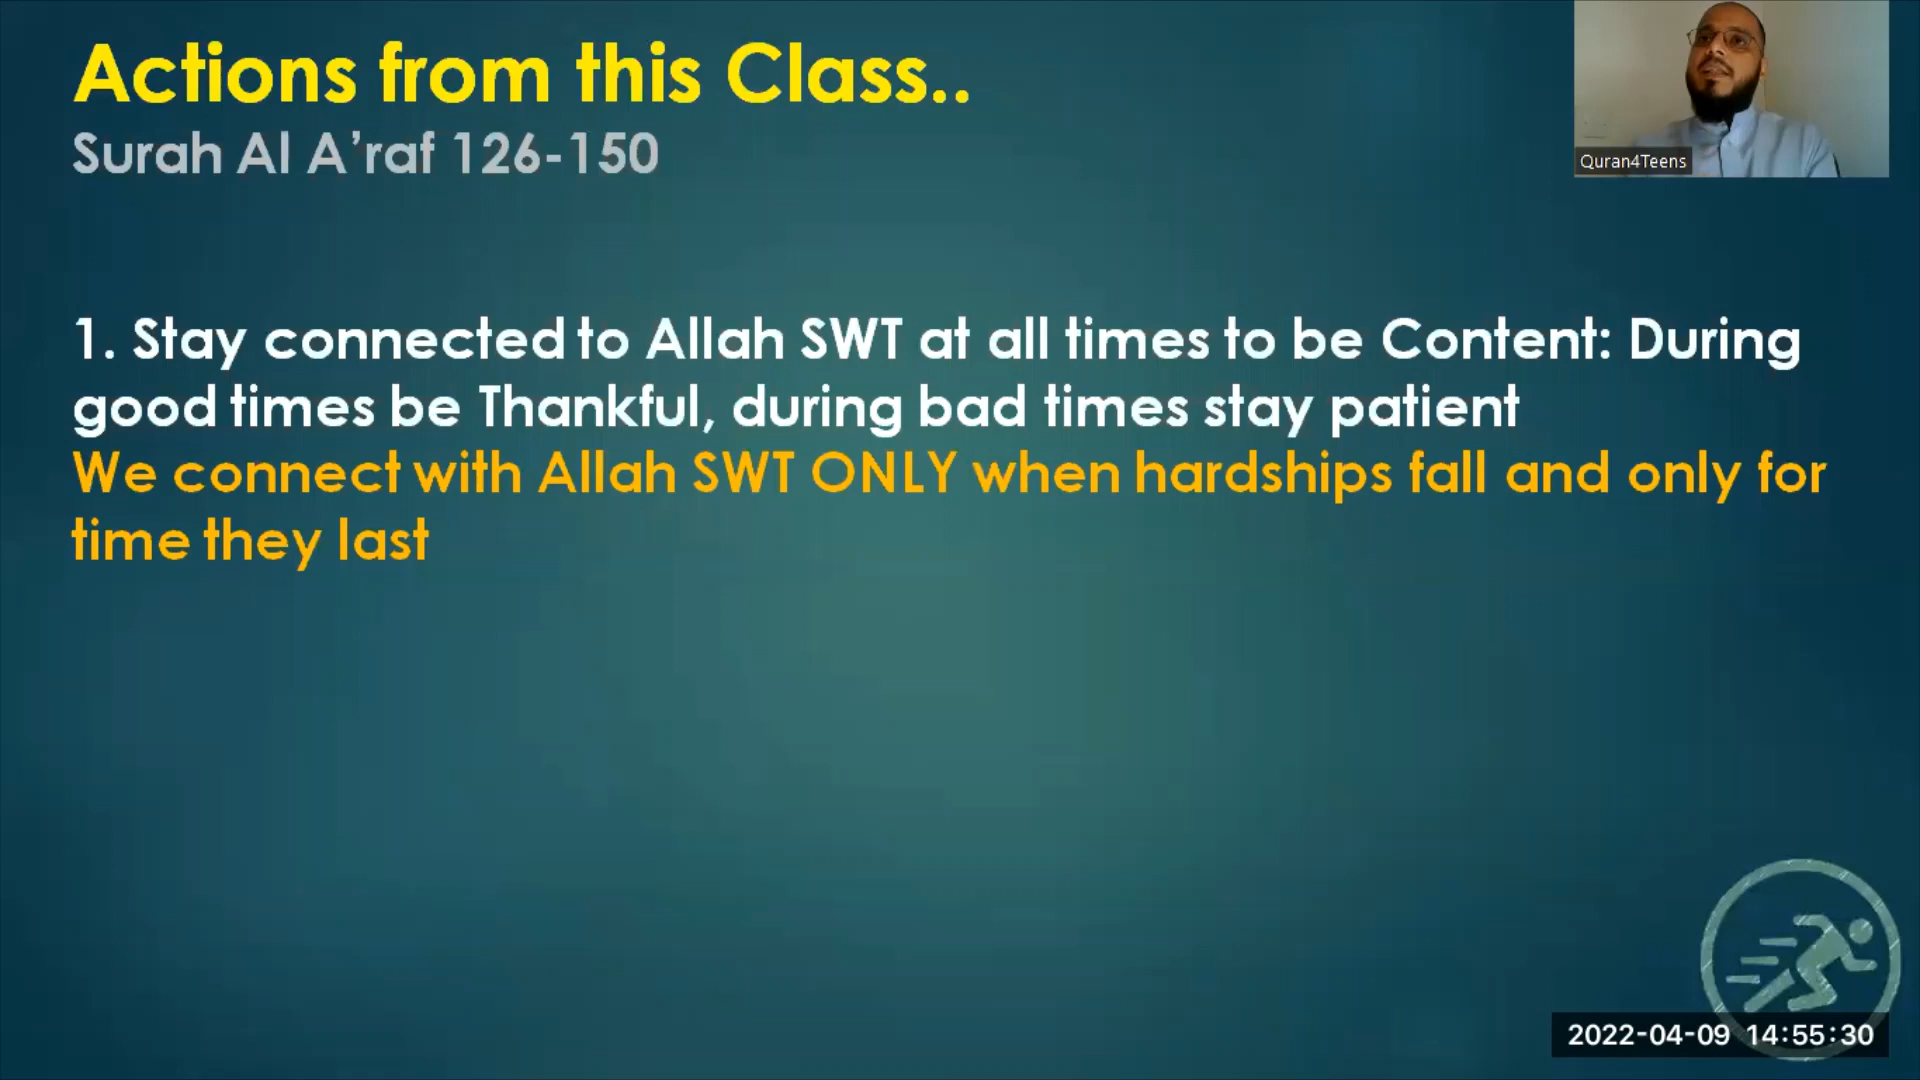 Actions from this Class..
Surah Al A’raf 126-150
Quran4Teens
1. Stay connected to Allah SWT at all times to be Content: During
good times be Thankful, during bad times stay patient
We connect with Allah SWT ONLY when hardships fall and only for
time they last
2022-04-09 14:55:30